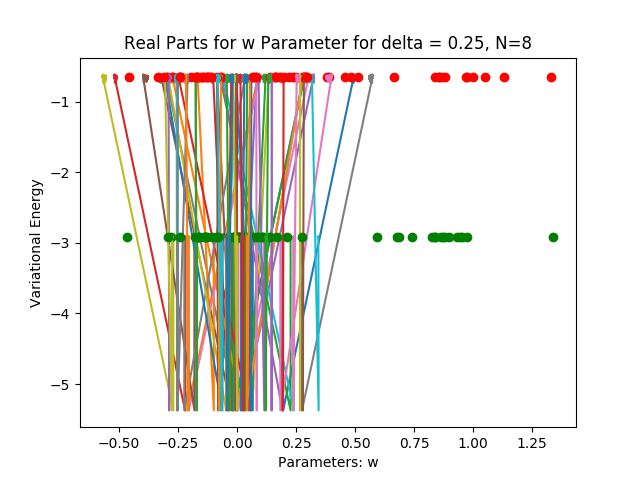 Real Parts for w Parameter for delta = 0.25, N=8
Variational Energy
−1
−2
−3
−4
−5
−0.50 −0.25 0.00 0.25 0.50 0.75 1.00 1.25
Parameters: w